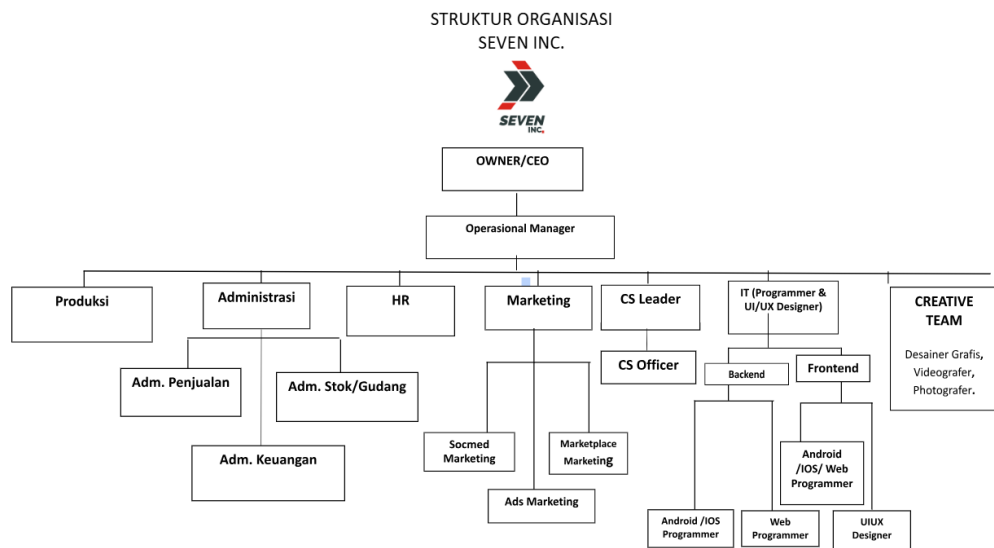 STRUKTUR ORGANISASI
SEVEN INC.
SEVEN
INC.
OWNER/CEO
Operasional Manager
Produksi
Administrasi
HR
Marketing
CS Leader
IT (Programmer &
UI/UX Designer)
CREATIVE
TEAM
Desainer Grafis,
Videografer,
Photografer.
Adm. Penjualan
Adm. Stok/Gudang
CS Officer
Backend
Frontend
Adm. Keuangan
Socmed
Marketing
Marketplace
Marketing
Ads Marketing
Android
/IOS/ Web
Programmer
Android /IOS
Programmer
Web
Programmer
UIUX
Designer